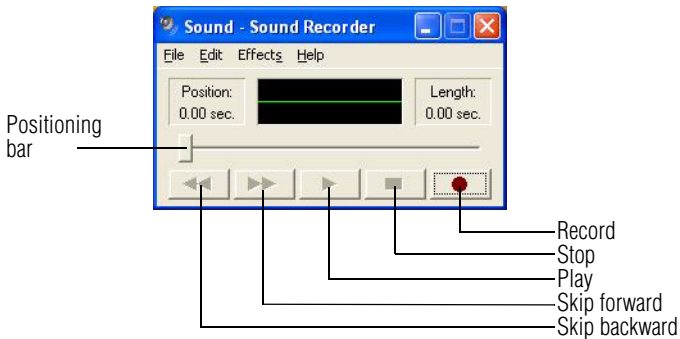 Sound - Sound Recorder
File Edit Effects Help
Position:
0.00 sec.
Length:
0.00 sec.
Positioning
bar
Record
Stop
Play
Skip forward
Skip backward